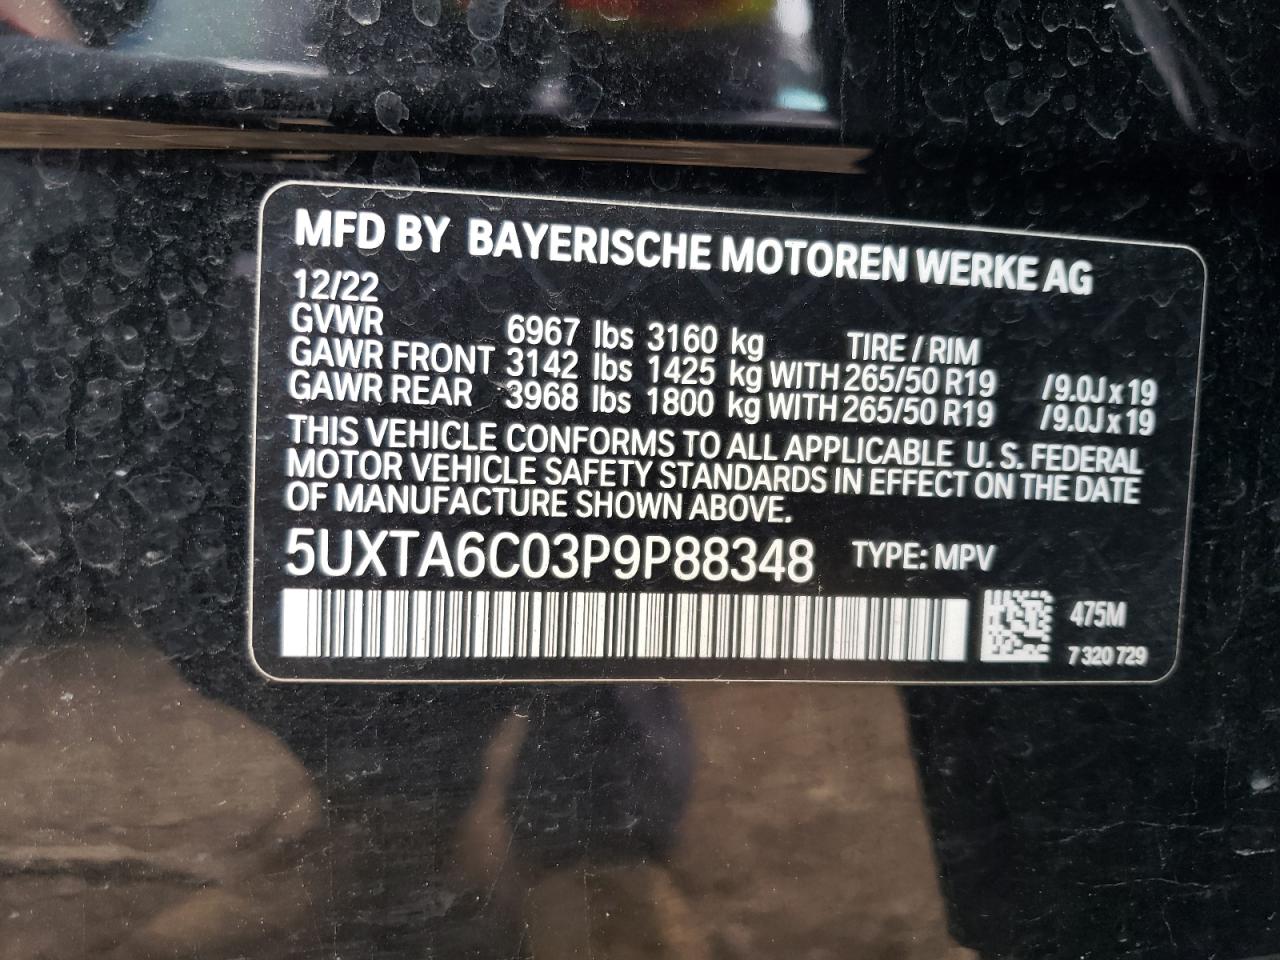 MFD BY BAYERISCHE MOTOREN WERKE AG
12/22
GVWR 6967 lbs 3160 kg TIRE / RIM
GAWR FRONT 3142 lbs 1425 kg WITH 265/50 R19 /9.0J x 19
GAWR REAR 3968 lbs 1800 kg WITH 265/50 R19 /9.0J x 19
THIS VEHICLE CONFORMS TO ALL APPLICABLE U. S. FEDERAL
MOTOR VEHICLE SAFETY STANDARDS IN EFFECT ON THE DATE
OF MANUFACTURE SHOWN ABOVE.
5UXTA6C03P9P88348 TYPE: MPV
475M
7 320 729